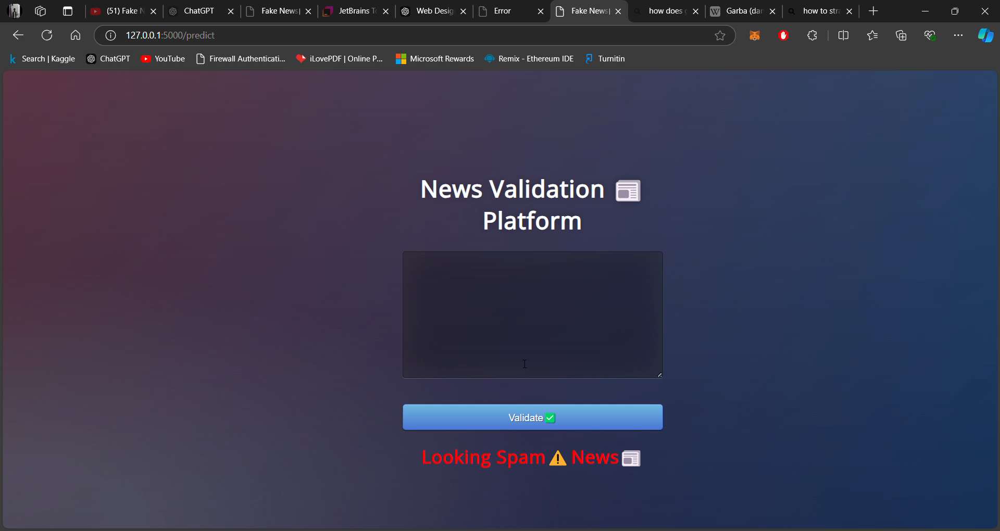 (51) Fake N
ChatGPT
Fake News
JetBrains T
Web Desig
Error
Fake News
how does
Garba (dan
how to stra
127.0.0.1:5000/predict
Search | Kaggle
ChatGPT
YouTube
Firewall Authenticati...
iLovePDF | Online P...
Microsoft Rewards
Remix - Ethereum IDE
Turnitin
News Validation
Platform
Validate
Looking Spam News